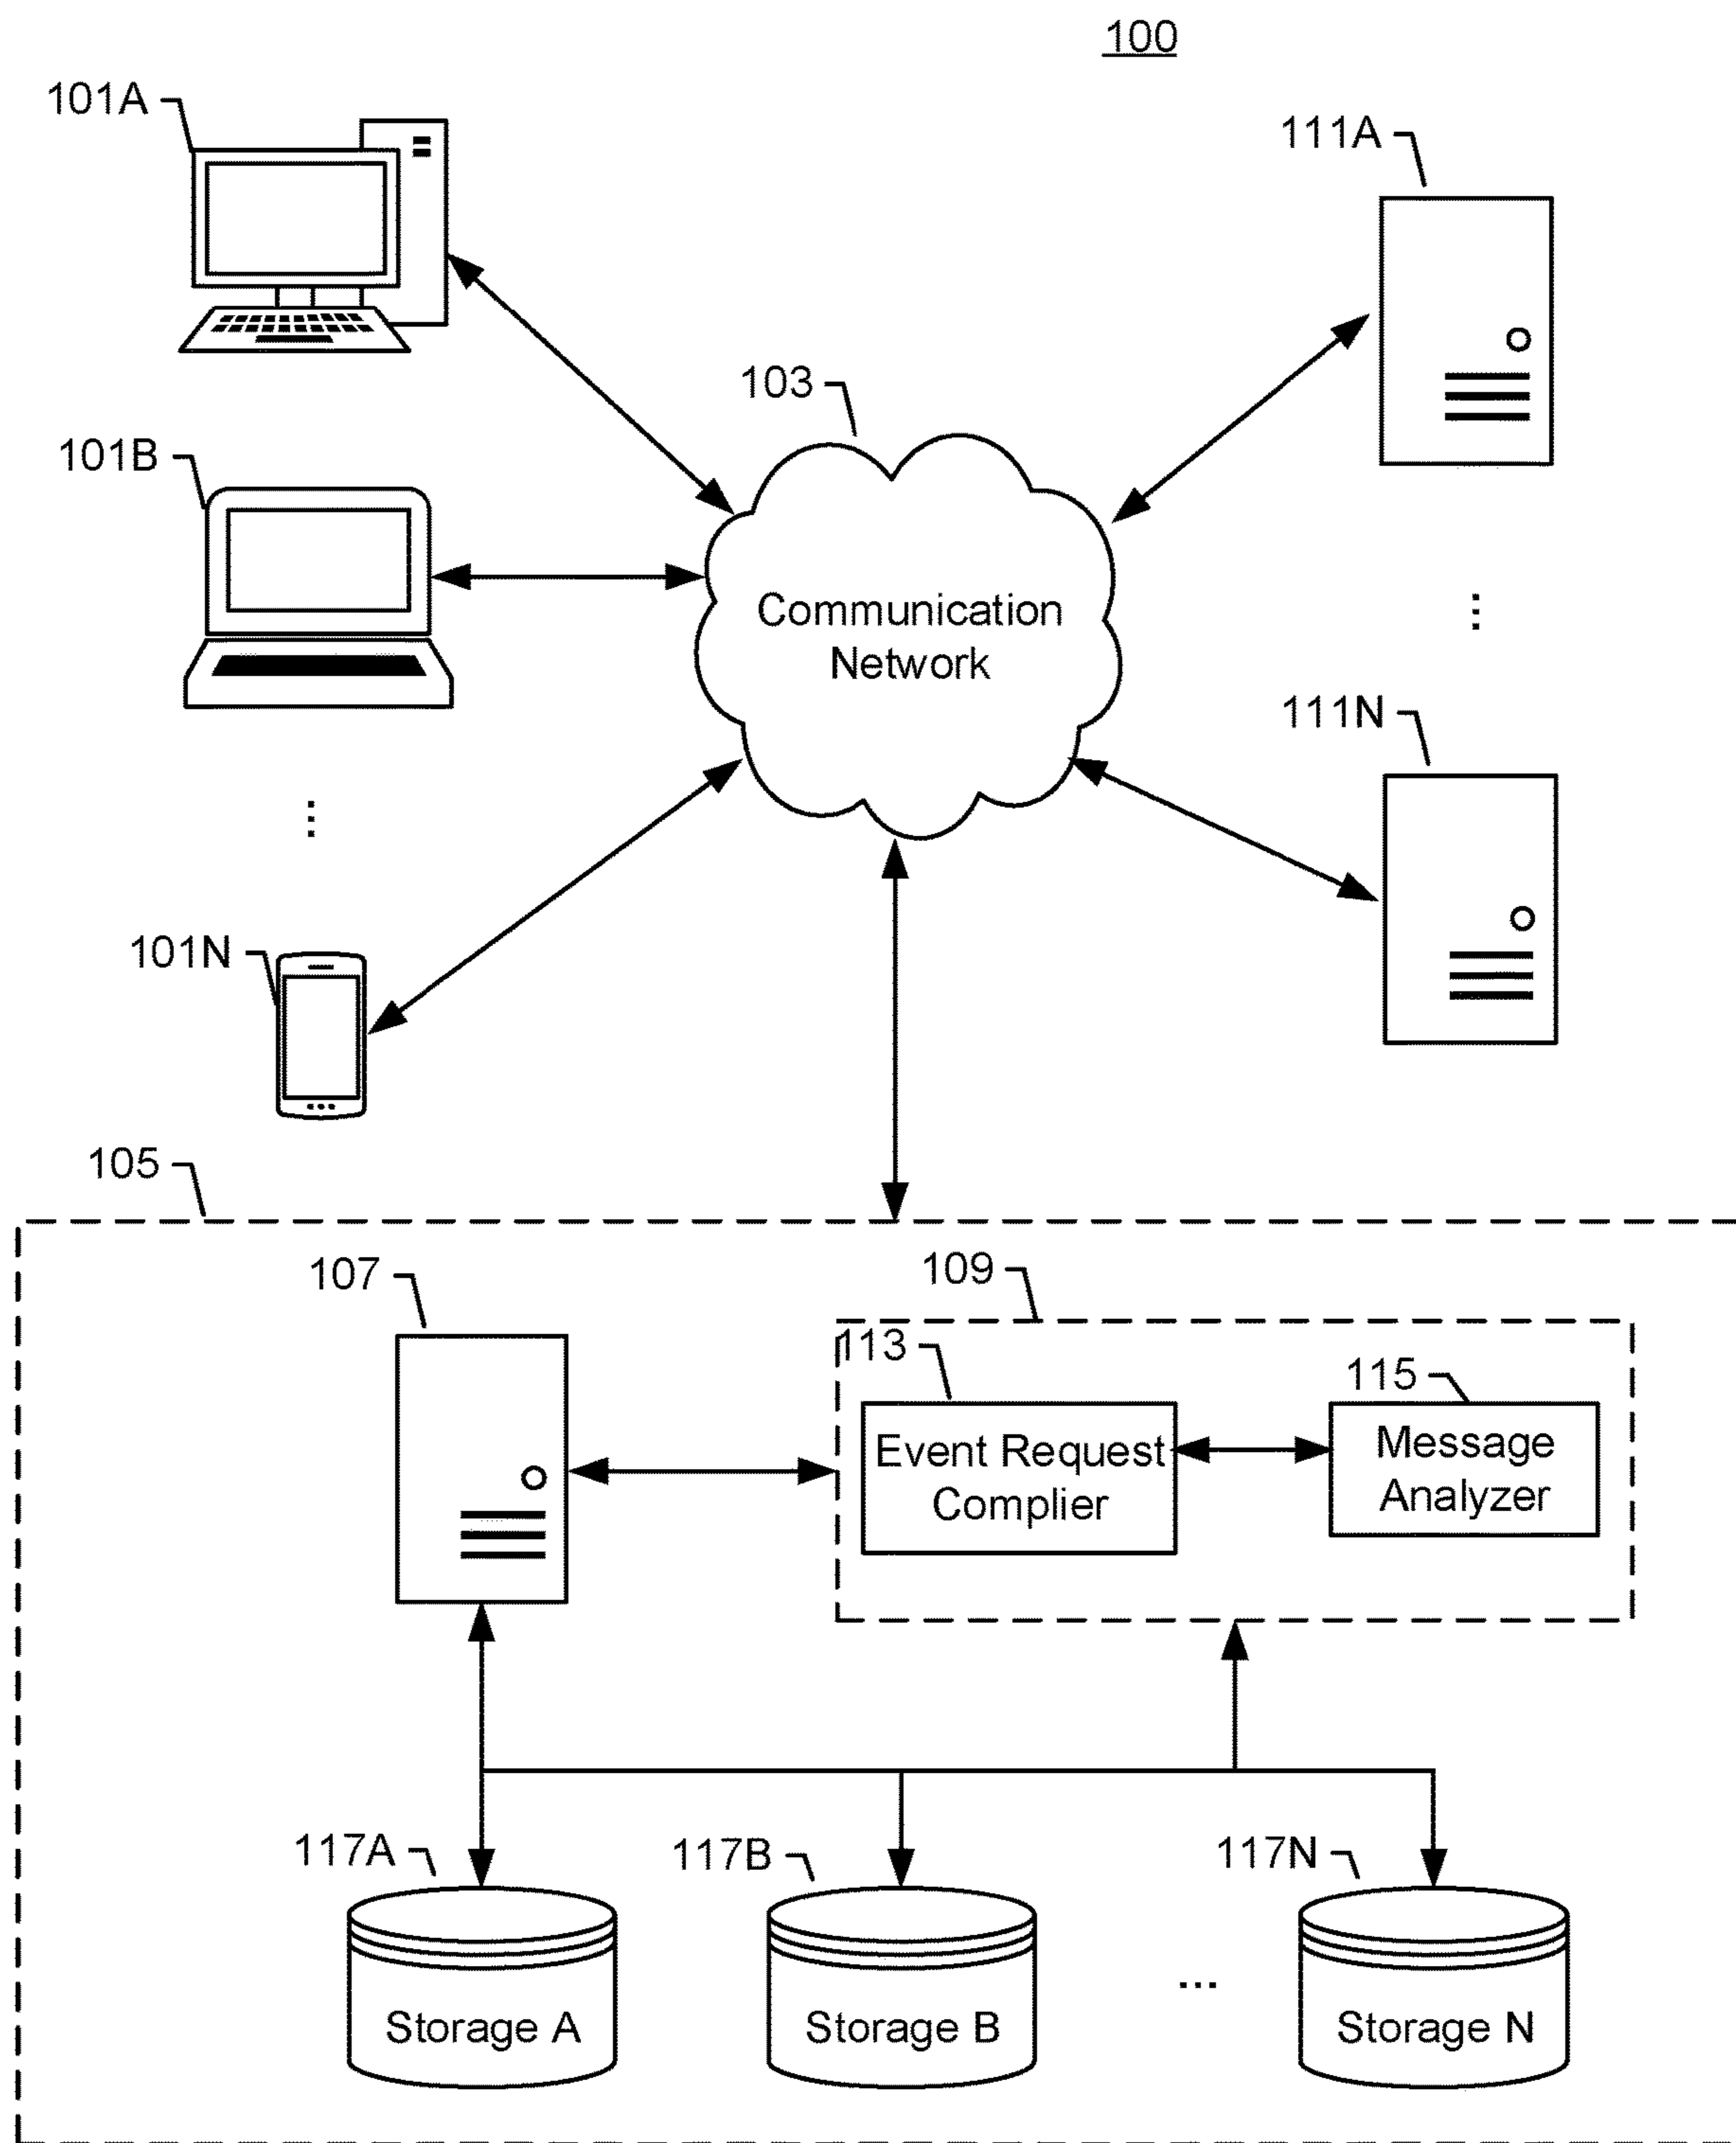 100
101A
111A
103
101B
Communication
Network
...
111N
...
101N
105
107
109
113
115
Event Request
Complier
Message
Analyzer
117A
117B
117N
...
Storage A
Storage B
Storage N